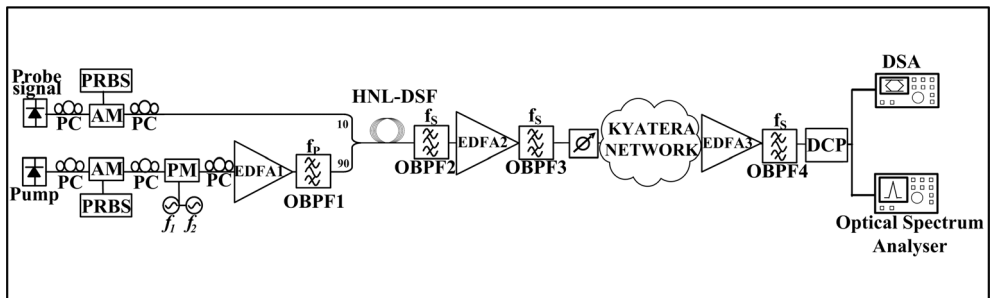 Probe
signal
PRBS
PC
AM
PC
HNL-DSF
10
90
Pump
PC
AM
PRBS
PC
PM
f1
f2
PC
EDFA1
fP
OBPF1
fS
OBPF2
EDFA2
fS
OBPF3
KYATERA
NETWORK
EDFA3
fS
OBPF4
DCP
DSA
Optical Spectrum
Analyser